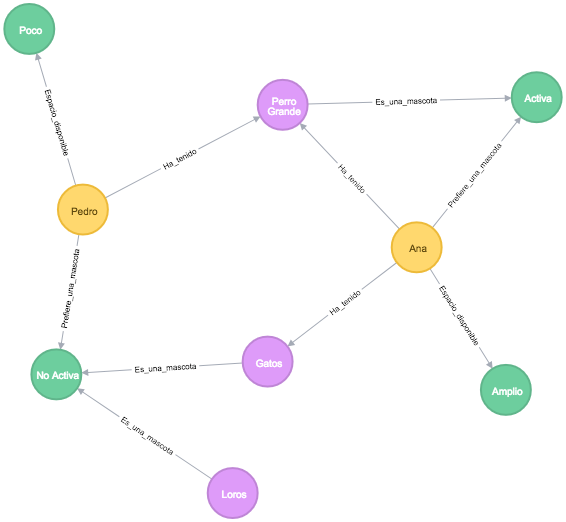 Poco
Espacio_disponible
Perro
Grande
Es_una_mascota
Activa
Ha_tenido
Ha_tenido
Prefiere_una_mascota
Pedro
Ana
Prefiere_una_mascota
Ha_tenido
Espacio_disponible
No Activa
Es_una_mascota
Gatos
Amplio
Es_una_mascota
Loros